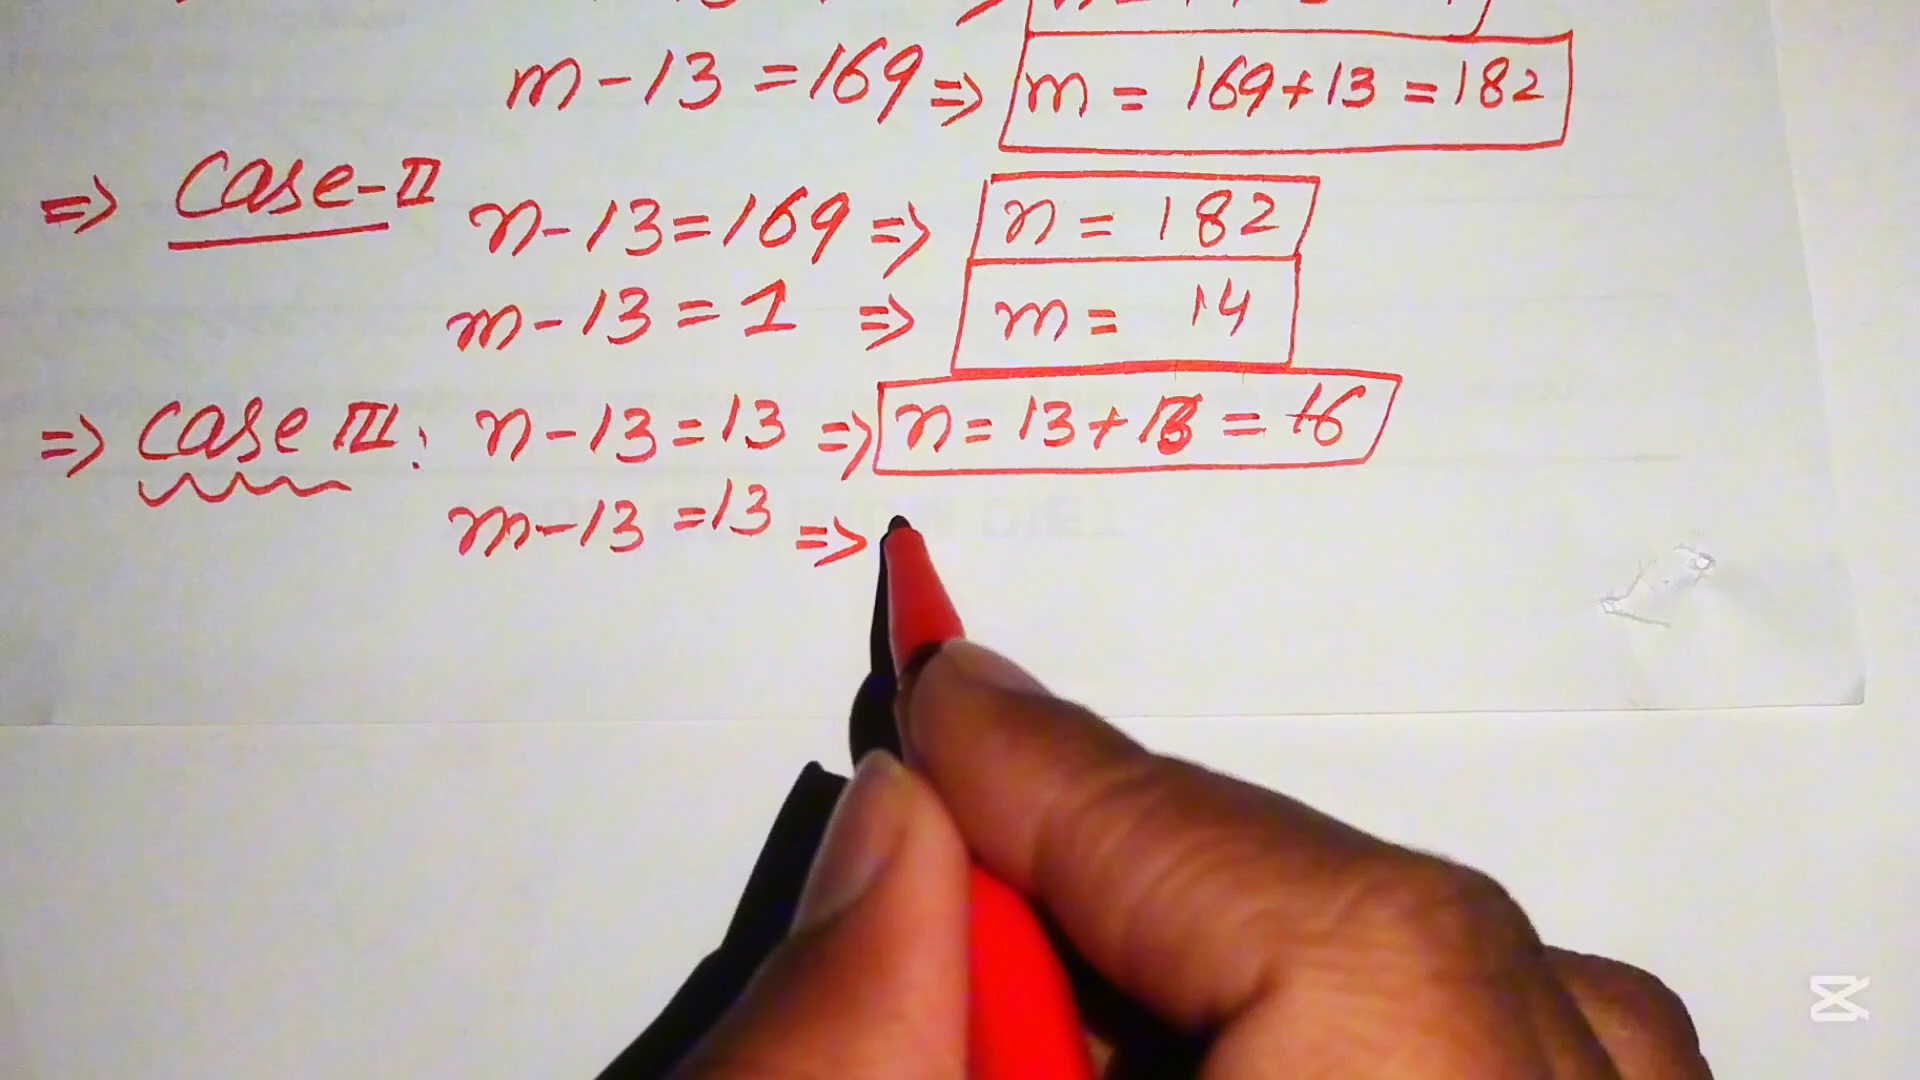 m - 13 = 169 => m = 169 + 13 = 182
=> Case-II n - 13 = 169 => n = 182
m - 13 = 1 => m = 14
=> Case III: n - 13 = 13 => n = 13 + 13 = 16
m - 13 = 13 =>